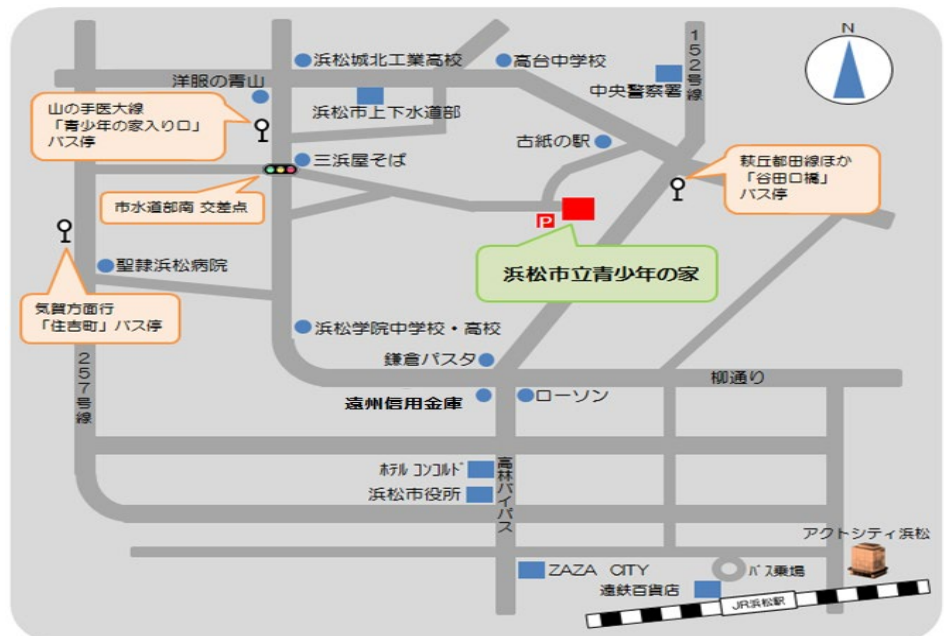 N
152号線
浜松城北工業高校
高台中学校
洋服の青山
中央警察署
山の手医大線
「青少年の家入り口」
バス停
浜松市上下水道部
古紙の駅
三浜屋そば
萩丘都田線ほか
「谷田口橋」
バス停
市水道部南 交差点
P
浜松市立青少年の家
聖隷浜松病院
気賀方面行
「住吉町」バス停
浜松学院中学校・高校
257号線
鎌倉パスタ
柳通り
遠州信用金庫
ローソン
ホテル コンコルド
高林バイパス
浜松市役所
アクトシティ浜松
ZAZA CITY
バス乗場
遠鉄百貨店
JR浜松駅